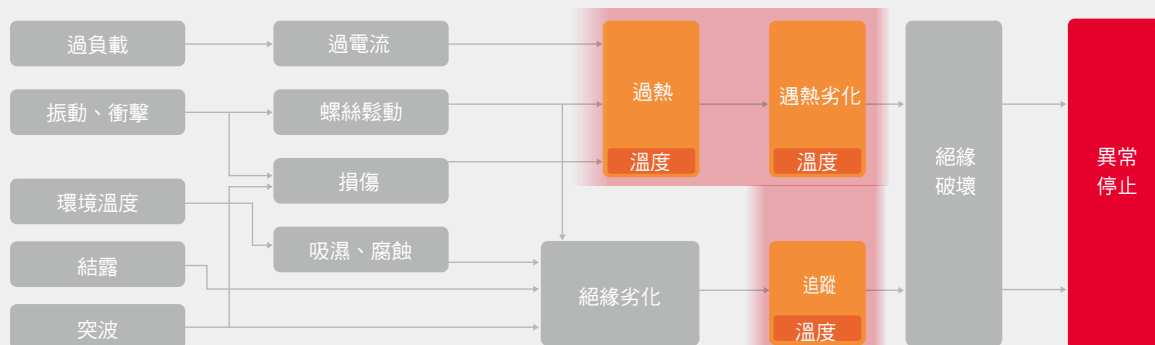 過負載
過電流
過熱
溫度
遇熱劣化
溫度
振動、衝擊
螺絲鬆動
損傷
絕緣
破壞
異常
停止
環境溫度
吸濕、腐蝕
結露
絕緣劣化
追蹤
溫度
突波